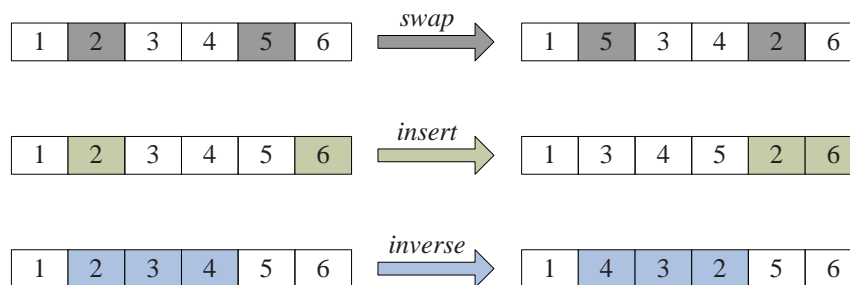 swap
1 2 3 4 5 6 1 5 3 4 2 6
insert
1 2 3 4 5 6 1 3 4 5 2 6
inverse
1 2 3 4 5 6 1 4 3 2 5 6